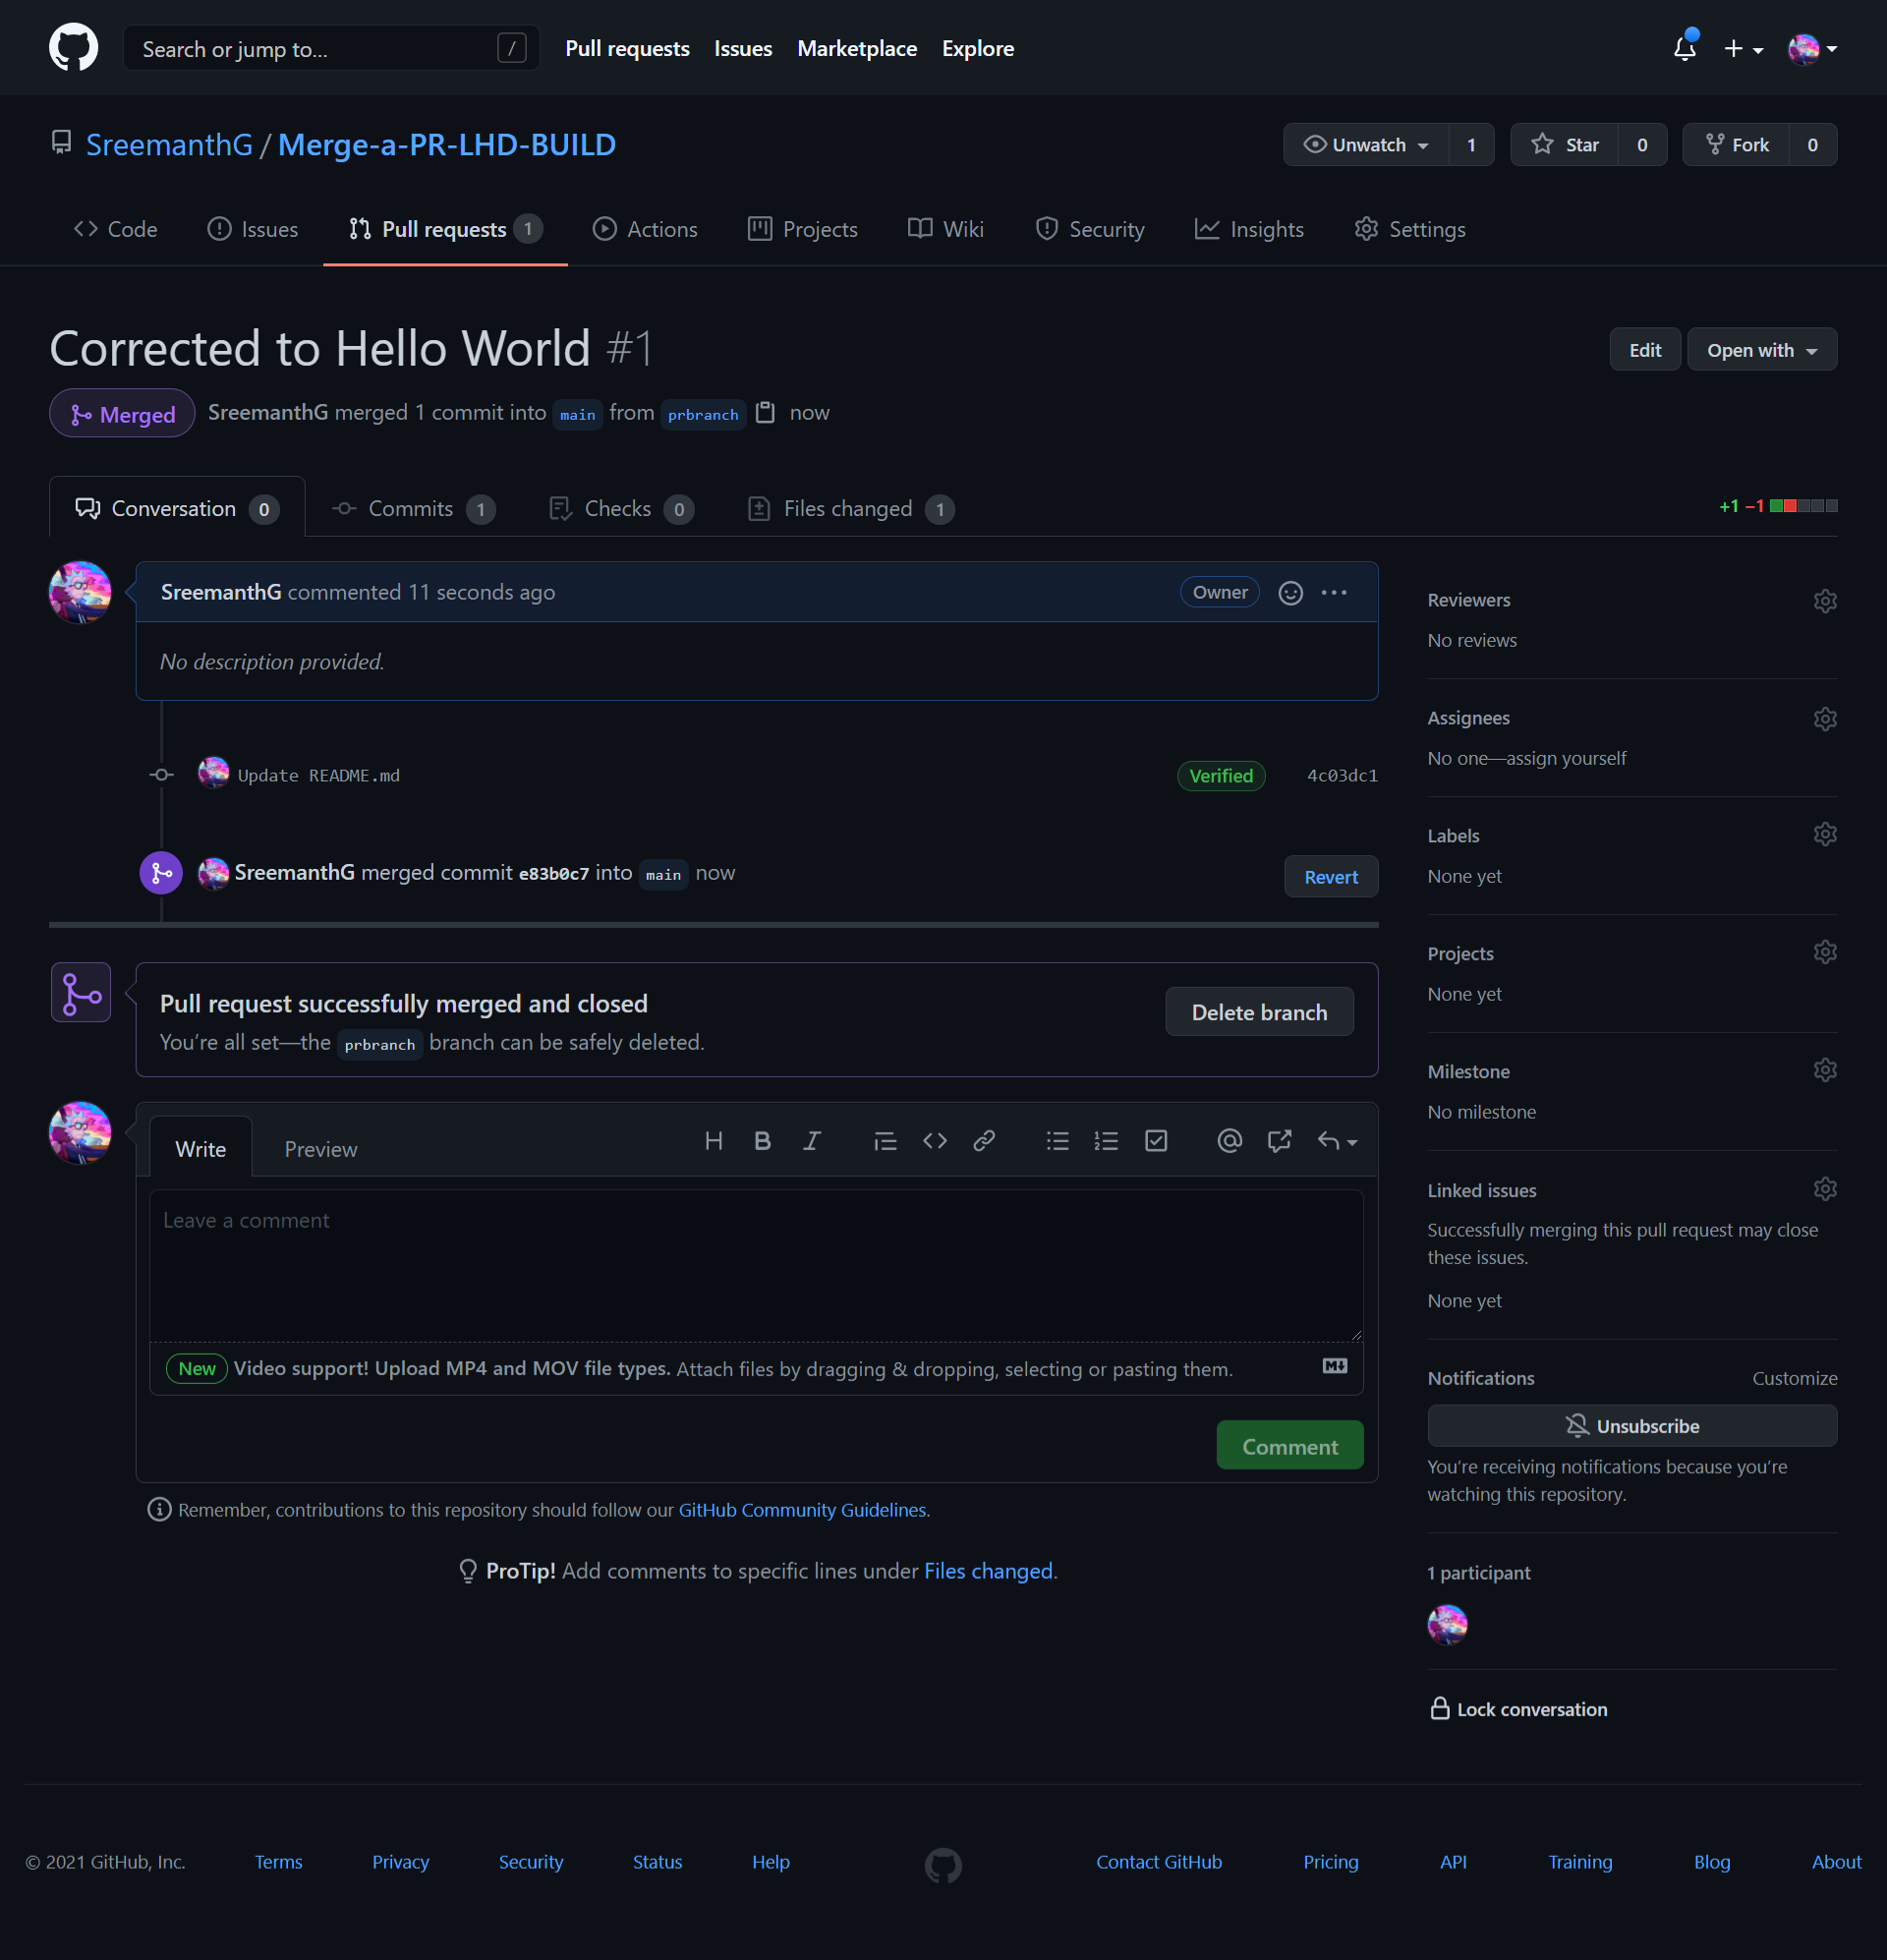 Search or jump to... / Pull requests Issues Marketplace Explore
SreemanthG / Merge-a-PR-LHD-BUILD Unwatch 1 Star 0 Fork 0
Code Issues Pull requests 1 Actions Projects Wiki Security Insights Settings
Corrected to Hello World #1 Edit Open with
Merged SreemanthG merged 1 commit into main from prbranch now
Conversation 0 Commits 1 Checks 0 Files changed 1 +1 −1
SreemanthG commented 11 seconds ago Owner
No description provided.
Update README.md Verified 4c03dc1
SreemanthG merged commit e83b0c7 into main now Revert
Pull request successfully merged and closed
You’re all set—the prbranch branch can be safely deleted.
Delete branch
Write Preview
Leave a comment
New Video support! Upload MP4 and MOV file types. Attach files by dragging & dropping, selecting or pasting them.
Comment
Remember, contributions to this repository should follow our GitHub Community Guidelines.
ProTip! Add comments to specific lines under Files changed.
Reviewers
No reviews
Assignees
No one—assign yourself
Labels
None yet
Projects
None yet
Milestone
No milestone
Linked issues
Successfully merging this pull request may close
these issues.
None yet
Notifications Customize
Unsubscribe
You’re receiving notifications because you’re
watching this repository.
1 participant
Lock conversation
© 2021 GitHub, Inc. Terms Privacy Security Status Help Contact GitHub Pricing API Training Blog About